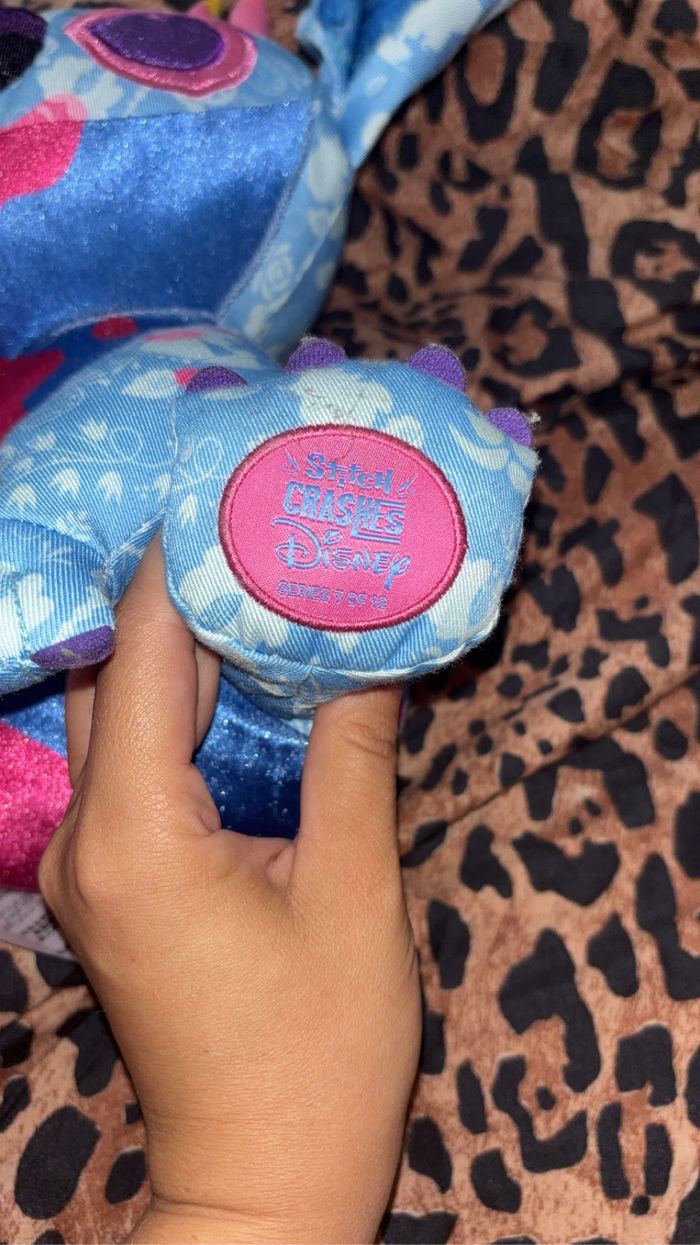 Stitch
CRASHES
Disney
SERIES 7 OF 12